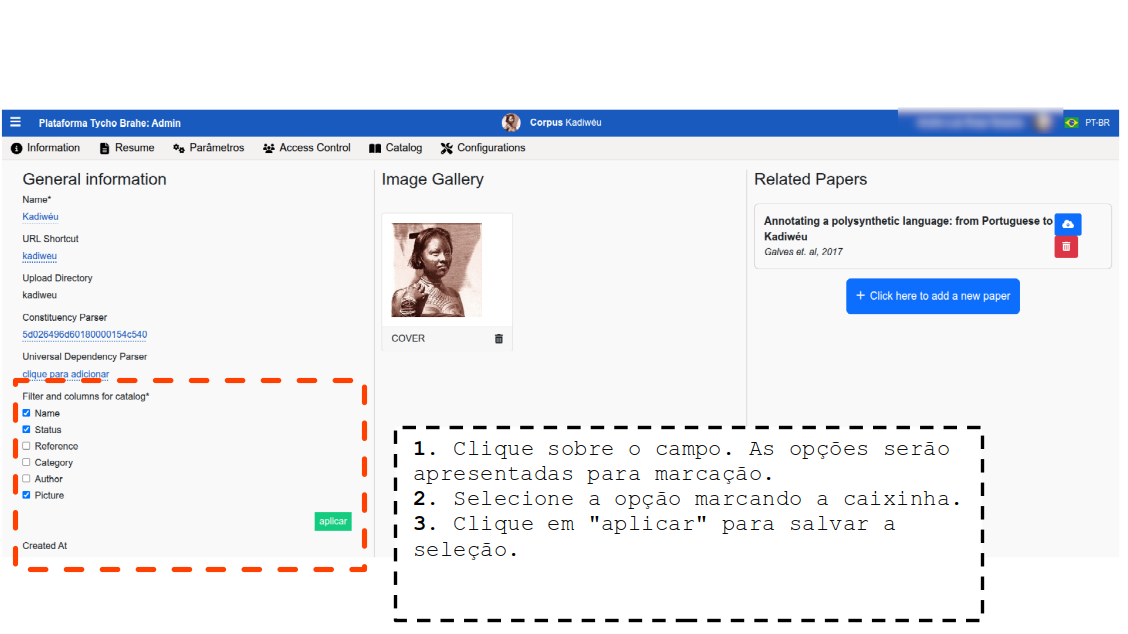 Plataforma Tycho Brahe: Admin
Corpus Kadiwéu
PT-BR
Information
Resume
Parâmetros
Access Control
Catalog
Configurations
General information
Name*
Kadiwéu
URL Shortcut
kadiweu
Upload Directory
kadiweu
Constituency Parser
5d026496d60180000154c540
Universal Dependency Parser
clique para adicionar
Filter and columns for catalog*
Name
Status
Reference
Category
Author
Picture
aplicar
Created At
Image Gallery
COVER
Related Papers
Annotating a polysynthetic language: from Portuguese to
Kadiwéu
Galves et. al, 2017
+ Click here to add a new paper
1. Clique sobre o campo. As opções serão
apresentadas para marcação.
2. Selecione a opção marcando a caixinha.
3. Clique em "aplicar" para salvar a
seleção.